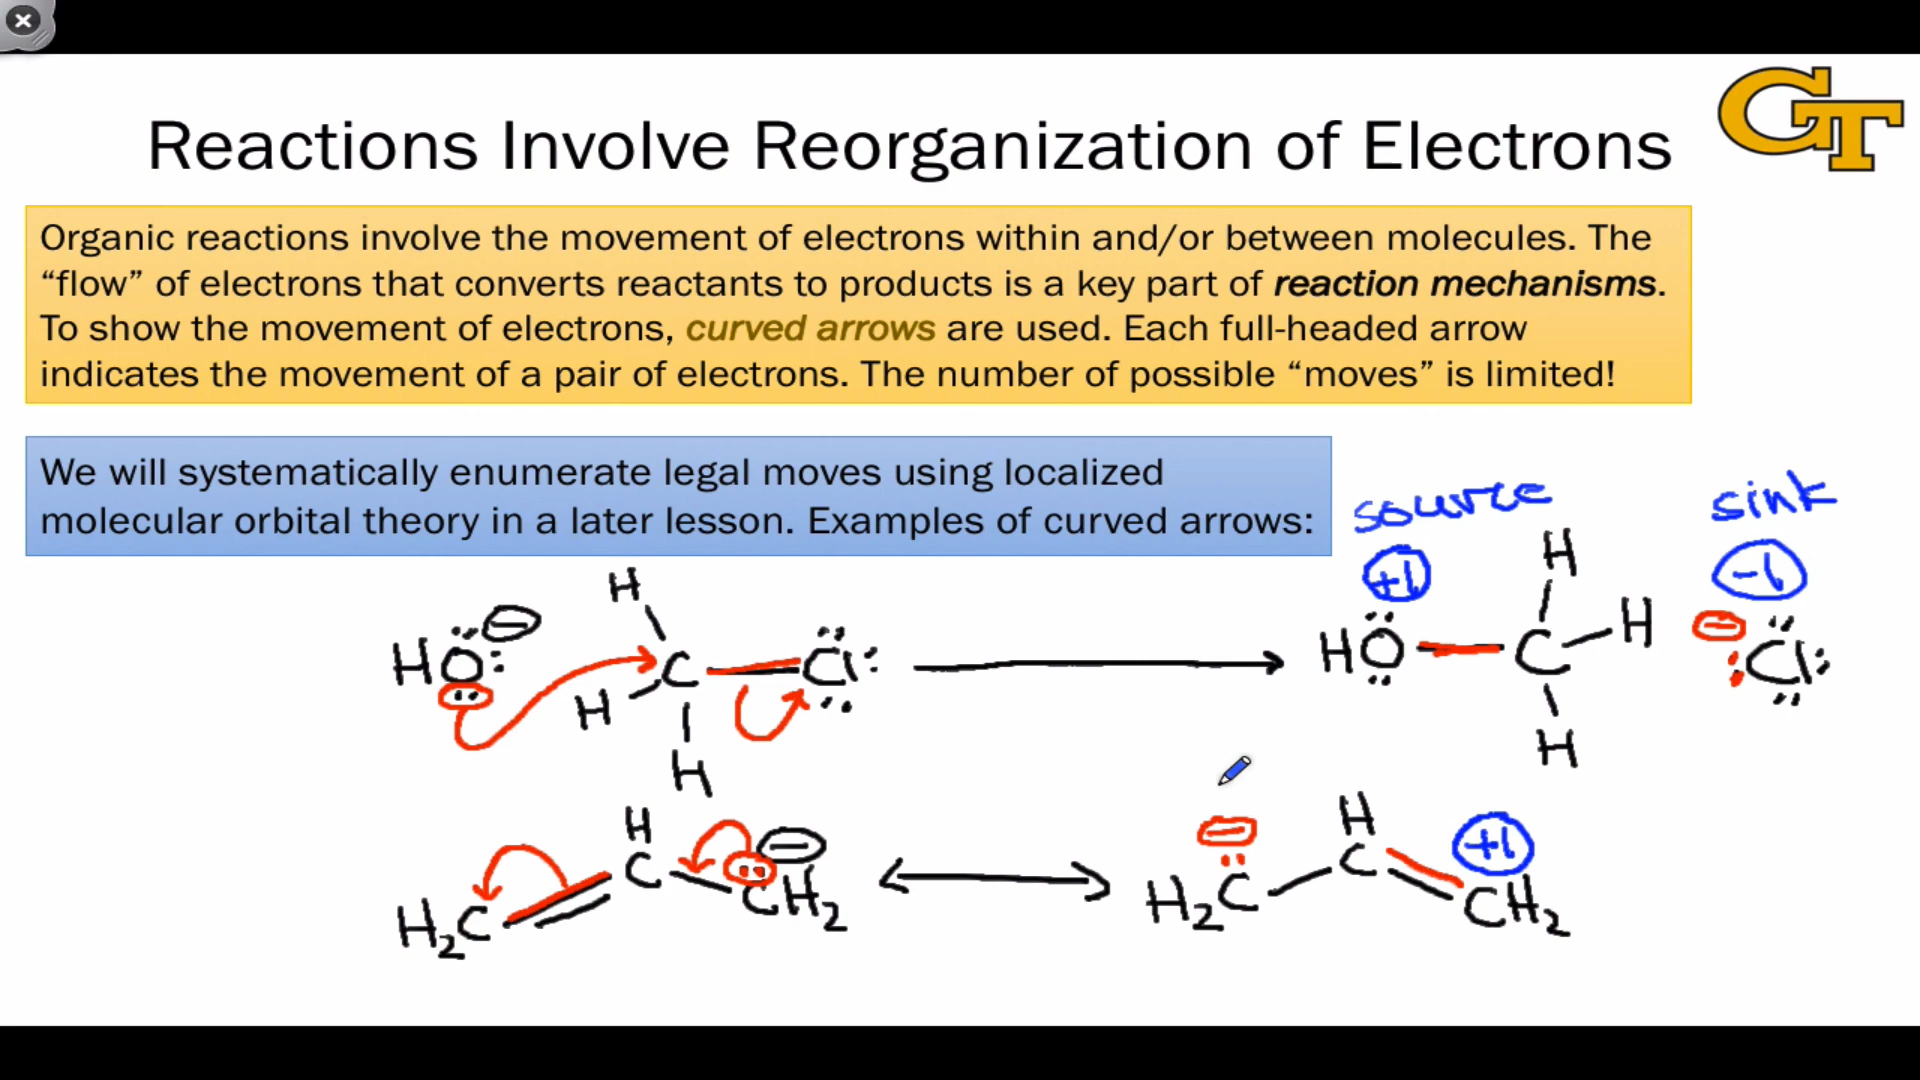 Reactions Involve Reorganization of Electrons
GT
Organic reactions involve the movement of electrons within and/or between molecules. The
“flow” of electrons that converts reactants to products is a key part of reaction mechanisms.
To show the movement of electrons, curved arrows are used. Each full-headed arrow
indicates the movement of a pair of electrons. The number of possible “moves” is limited!
We will systematically enumerate legal moves using localized
molecular orbital theory in a later lesson. Examples of curved arrows:
source sink
+1 -1
H H
HO C Cl HO C H Cl
H
H H
H H
H₂C C CH₂ H₂C C CH₂ +1